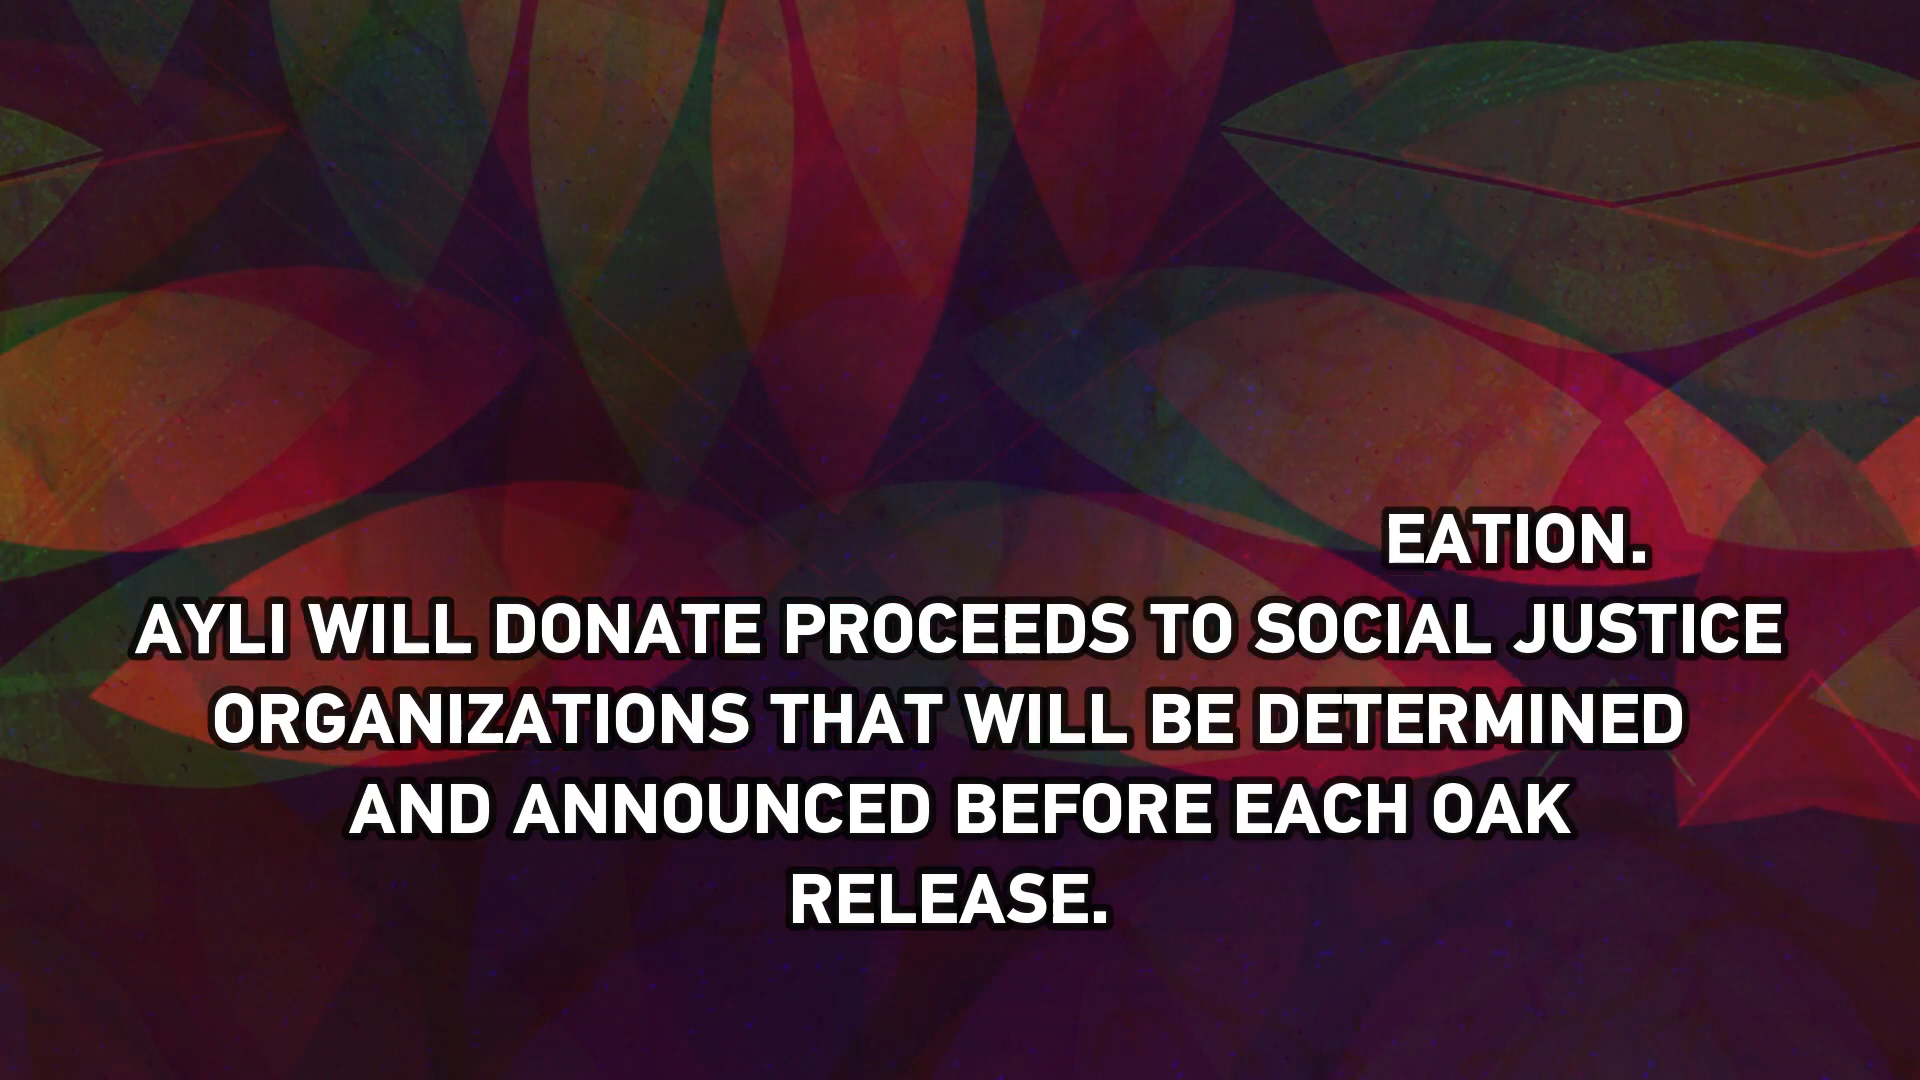 EATION.
AYLI WILL DONATE PROCEEDS TO SOCIAL JUSTICE
ORGANIZATIONS THAT WILL BE DETERMINED
AND ANNOUNCED BEFORE EACH OAK
RELEASE.